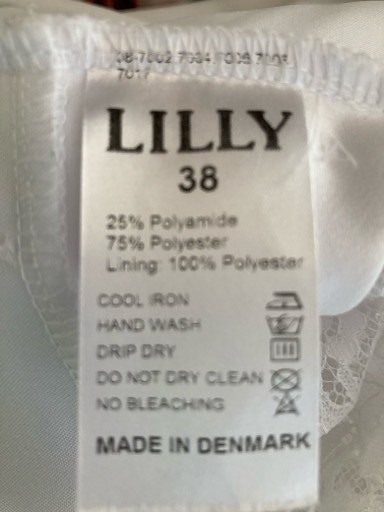 LILLY
38
25% Polyamide
75% Polyester
Lining: 100% Polyester
COOL IRON
HAND WASH
DRIP DRY
DO NOT DRY CLEAN
NO BLEACHING
MADE IN DENMARK